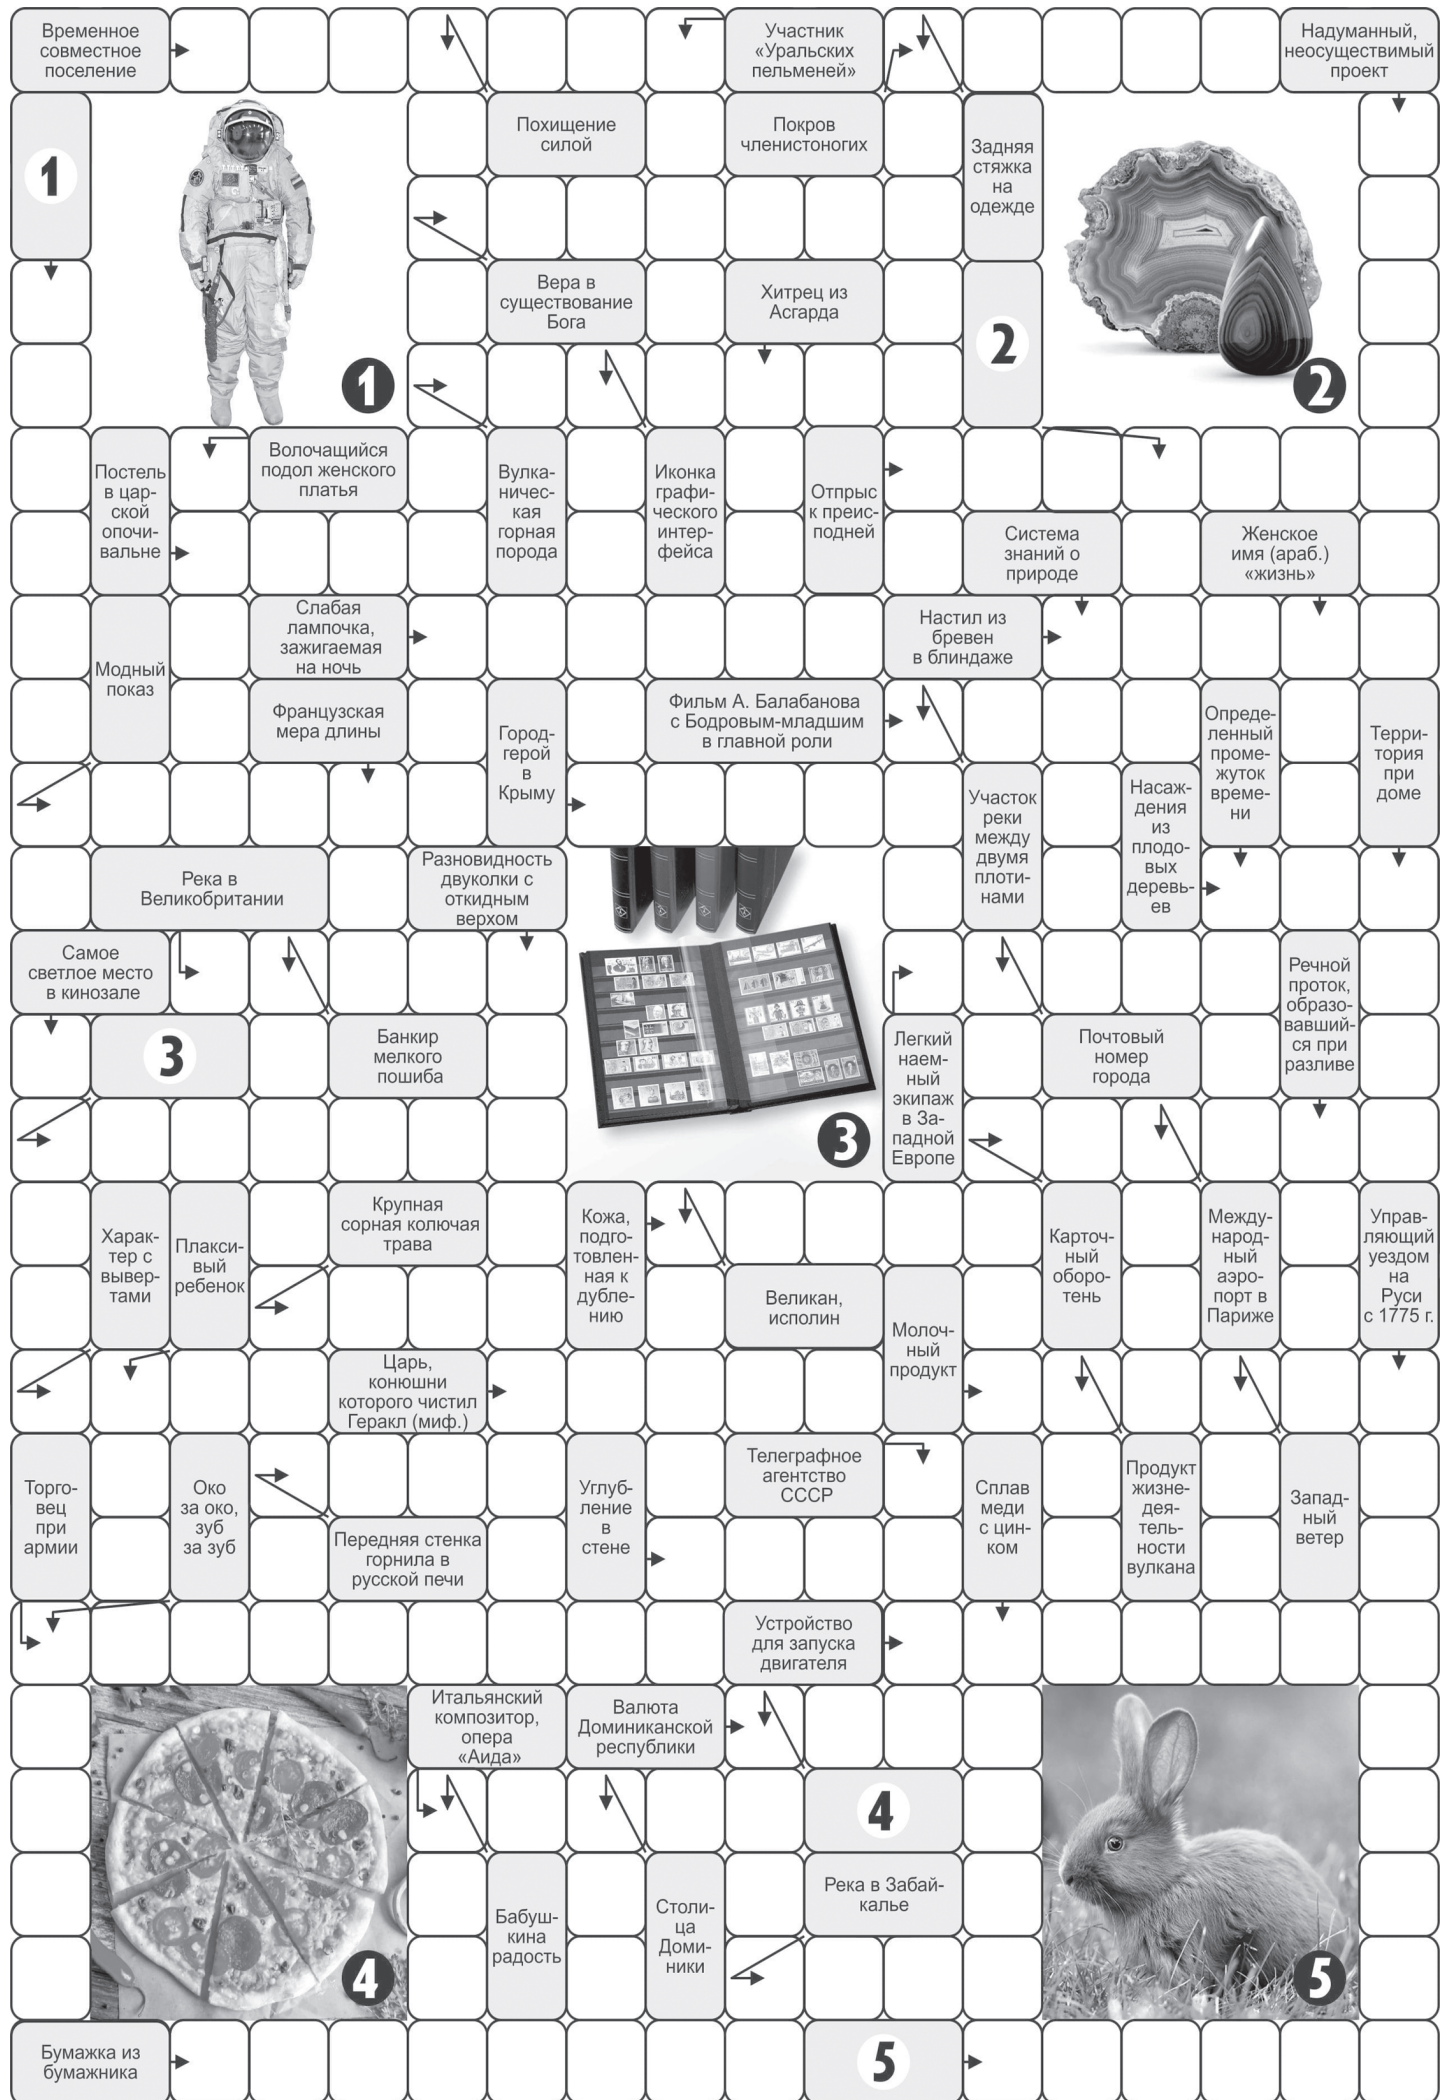 Временное
совместное
поселение
Участник
«Уральских
пельменей»
Надуманный,
неосуществимый
проект
1
Похищение
силой
Покров
членистоногих
Задняя
стяжка
на
одежде
Вера в
существование
Бога
Хитрец из
Асгарда
2
1
2
Постель
в цар-
ской
опочи-
вальне
Волочащийся
подол женского
платья
Вулка-
ничес-
кая
горная
порода
Иконка
графи-
ческого
интер-
фейса
Отпрыс
к преис-
подней
Система
знаний о
природе
Женское
имя (араб.)
«жизнь»
Модный
показ
Слабая
лампочка,
зажигаемая
на ночь
Настил из
бревен
в блиндаже
Французская
мера длины
Город-
герой
в
Крыму
Фильм А. Балабанова
с Бодровым-младшим
в главной роли
Опреде-
ленный
проме-
жуток
време-
ни
Терри-
тория
при
доме
Участок
реки
между
двумя
плоти-
нами
Насаж-
дения
из
плодо-
вых
деревь-
ев
Река в
Великобритании
Разновидность
двуколки с
откидным
верхом
Самое
светлое место
в кинозале
Речной
проток,
образо-
вавший-
ся при
разливе
3
Банкир
мелкого
пошиба
Легкий
наем-
ный
экипаж
в За-
падной
Европе
Почтовый
номер
города
3
Харак-
тер с
вывер-
тами
Плакси-
вый
ребенок
Крупная
сорная колючая
трава
Кожа,
подго-
товлен-
ная к
дубле-
нию
Карточ-
ный
оборо-
тень
Между-
народ-
ный
аэро-
порт в
Париже
Управ-
ляющий
уездом
на
Руси
с 1775 г.
Великан,
исполин
Молоч-
ный
продукт
Царь,
конюшни
которого чистил
Геракл (миф.)
Торго-
вец
при
армии
Око
за око,
зуб
за зуб
Углуб-
ление
в
стене
Телеграфное
агентство
СССР
Сплав
меди
с цин-
ком
Продукт
жизне-
дея-
тель-
ности
вулкана
Запад-
ный
ветер
Передняя стенка
горнила в
русской печи
Устройство
для запуска
двигателя
Итальянский
композитор,
опера
«Аида»
Валюта
Доминиканской
республики
4
Бабуш-
кина
радость
Столи-
ца
Доми-
ники
Река в Забай-
калье
4
5
Бумажка из
бумажника
5